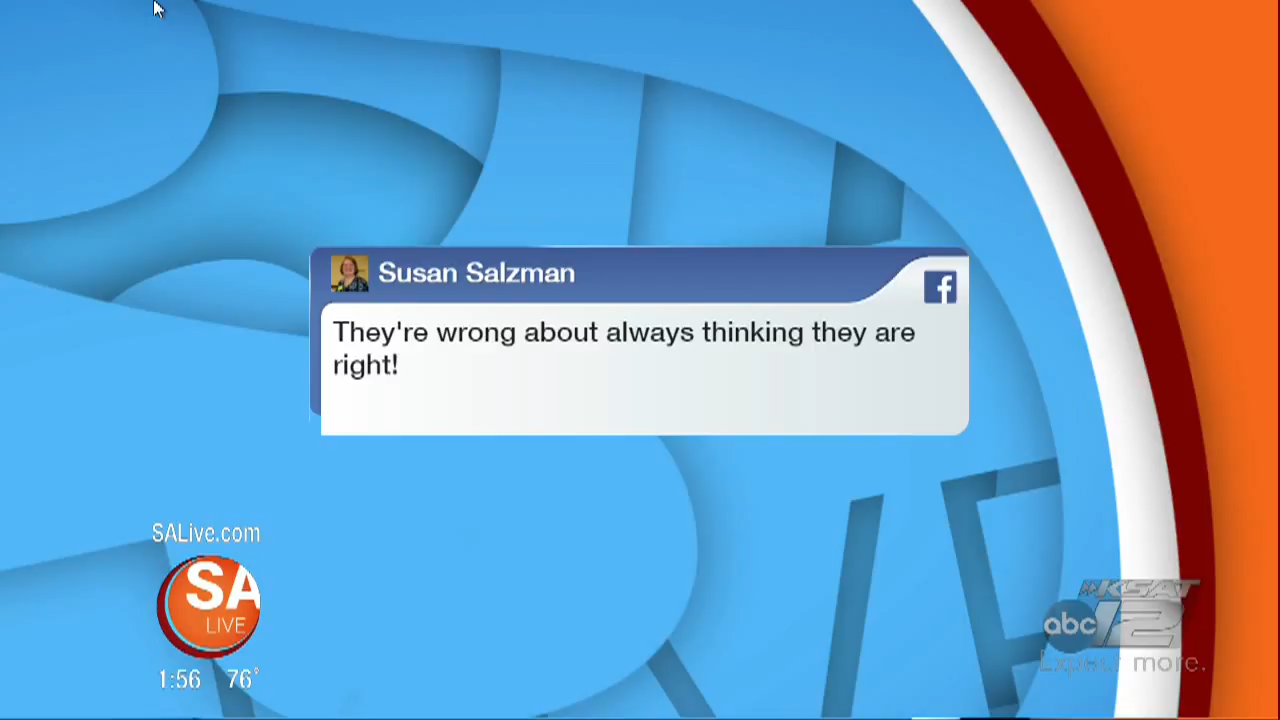 Susan Salzman
They're wrong about always thinking they are
right!
SALive.com
SA
LIVE
1:56 76°
KSAT
abc 12
Expect more.